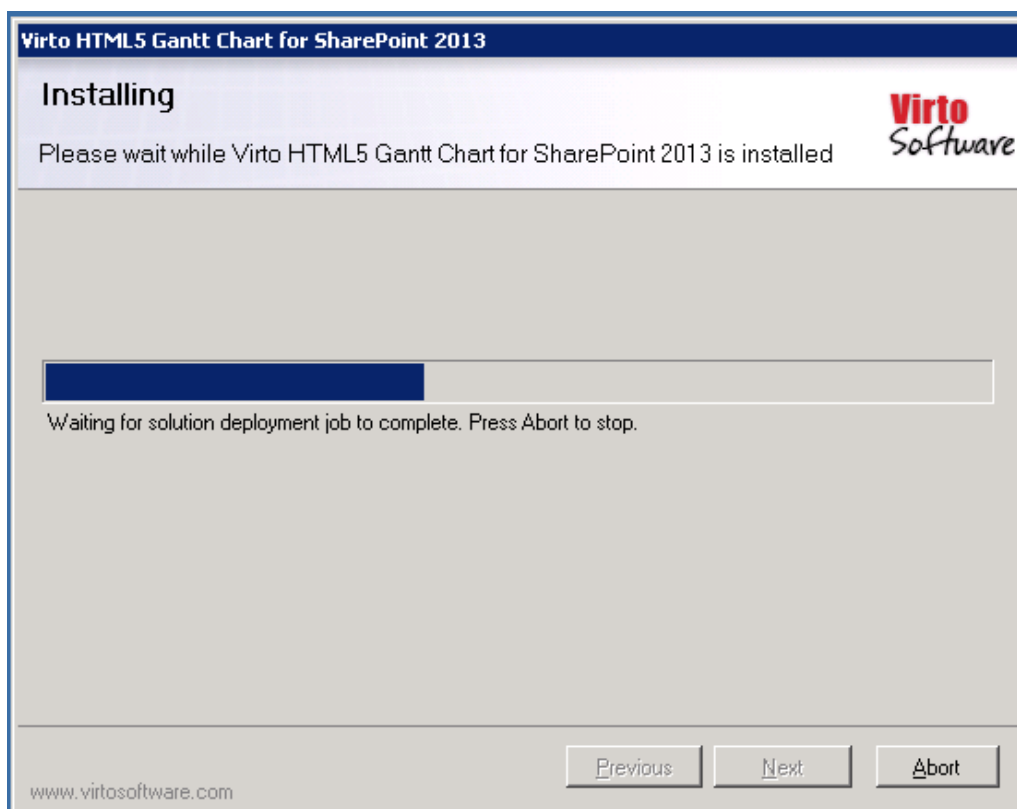 Virto HTML5 Gantt Chart for SharePoint 2013
Installing
Virto
Software
Please wait while Virto HTML5 Gantt Chart for SharePoint 2013 is installed
Waiting for solution deployment job to complete. Press Abort to stop.
Previous Next Abort
www.virtosoftware.com